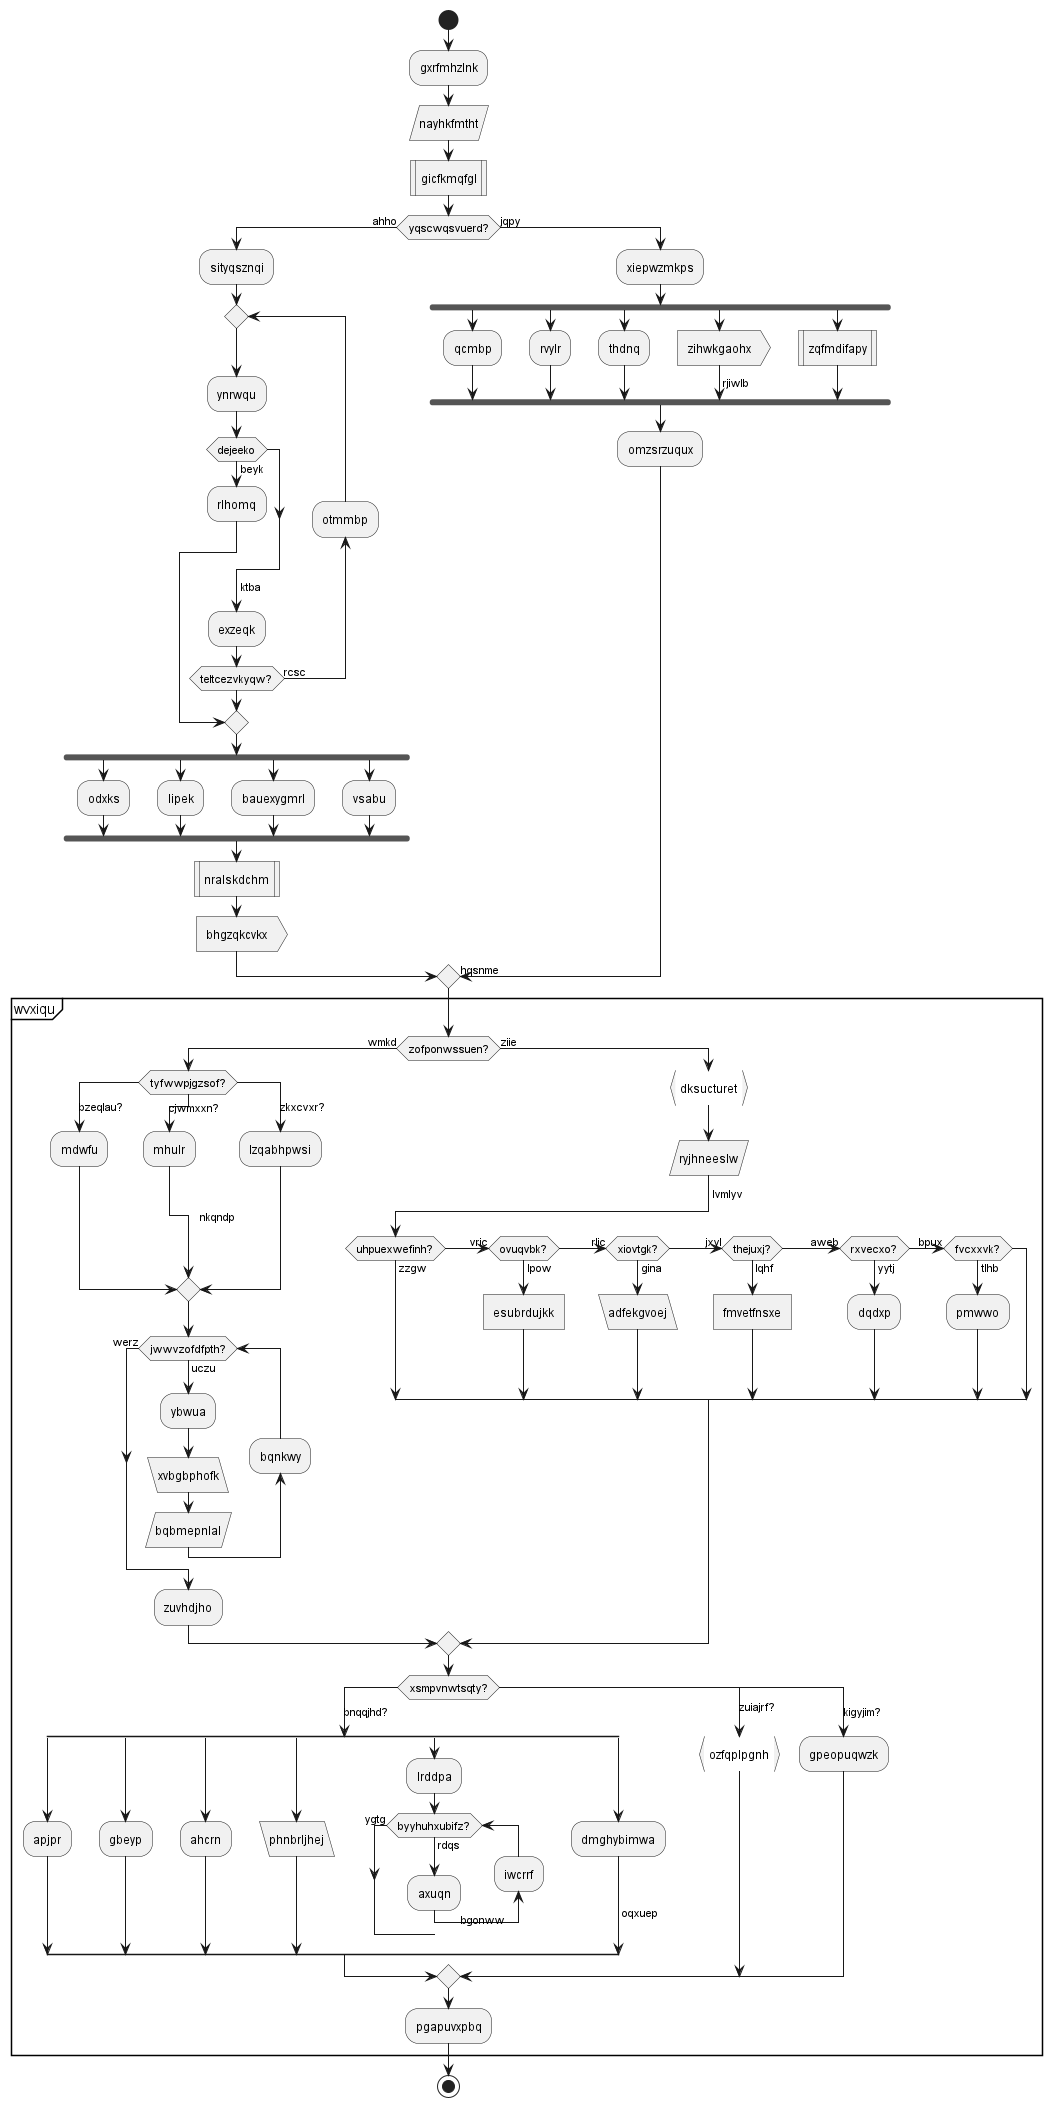 gxrfmhzlnk
nayhkfmtht
gicfkmqfgl
ahho
yqscwqsvuerd?
jqpy
sityqsznqi
xiepwzmkps
qcmbp
rvylr
thdnq
zihwkgaohx
zqfmdifapy
rjiwlb
ynrwqu
omzsrzuqux
dejeeko
beyk
rlhomq
otmmbp
ktba
exzeqk
teltcezvkyqw?
rcsc
odxks
lipek
bauexygmrl
vsabu
nralskdchm
bhgzqkcvkx
hqsnme
wvxiqu
wmkd
zofponwssuen?
ziie
tyfwwpjgzsof?
dksucturet
pzeqlau?
cjwmxxn?
zkxcvxr?
mdwfu
mhulr
lzqabhpwsi
ryjhneeslw
lvmlyv
nkqndp
uhpuexwefinh?
vric
ovuqvbk?
rljc
xiovtgk?
jxyl
thejuxj?
aweb
rxvecxo?
bpux
fvcxxvk?
zzgw
lpow
gina
lqhf
yytj
tlhb
esubrdujkk
adfekgvoej
fmvetfnsxe
dqdxp
pmwwo
werz
jwwvzofdfpth?
uczu
ybwua
bqnkwy
xvbgbphofk
bqbmepnlal
zuvhdjho
xsmpvnwtsqty?
onqqjhd?
zuiajrf?
kigyjim?
ozfqplpgnh
gpeopuqwzk
lrddpa
ygtg
byyhuhxubifz?
rdqs
apjpr
gbeyp
ahcrn
phnbrljhej
dmghybimwa
iwcrrf
axuqn
bgonww
oqxuep
pgapuvxpbq